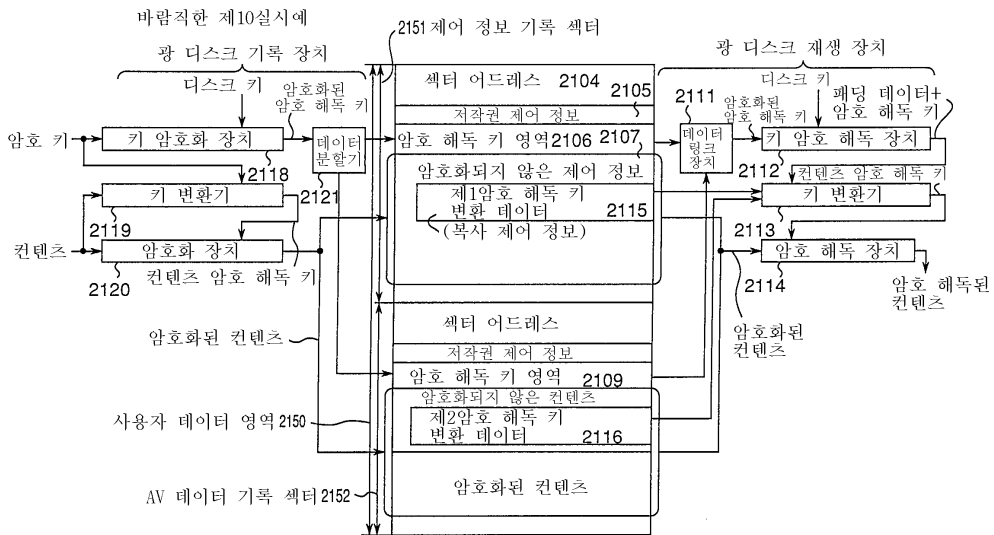 바람직한 제10실시예
2151 제어 정보 기록 섹터
광 디스크 기록 장치
광 디스크 재생 장치
디스크 키
암호화된
암호 해독 키
암호 키
키 암호화 장치
2118
데이터
분할기
2121
키 변환기
2119
컨텐츠
암호화 장치
2120
컨텐츠 암호 해독 키
섹터 어드레스 2104
2105
저작권 제어 정보
2107
암호 해독 키 영역 2106
암호화되지 않은 제어 정보
제1암호 해독 키
변환 데이터 2115
(복사 제어 정보)
2111
데이터
링크
장치
암호화된
암호 해독 키
디스크 키
패딩 데이터+
암호 해독 키
키 암호 해독 장치
2112
컨텐츠 암호 해독 키
키 변환기
2113
암호 해독 장치
2114
암호 해독된
컨텐츠
암호화된
컨텐츠
섹터 어드레스
저작권 제어 정보
암호 해독 키 영역 2109
암호화되지 않은 컨텐츠
제2암호 해독 키
변환 데이터 2116
암호화된 컨텐츠
암호화된 컨텐츠
사용자 데이터 영역 2150
AV 데이터 기록 섹터 2152